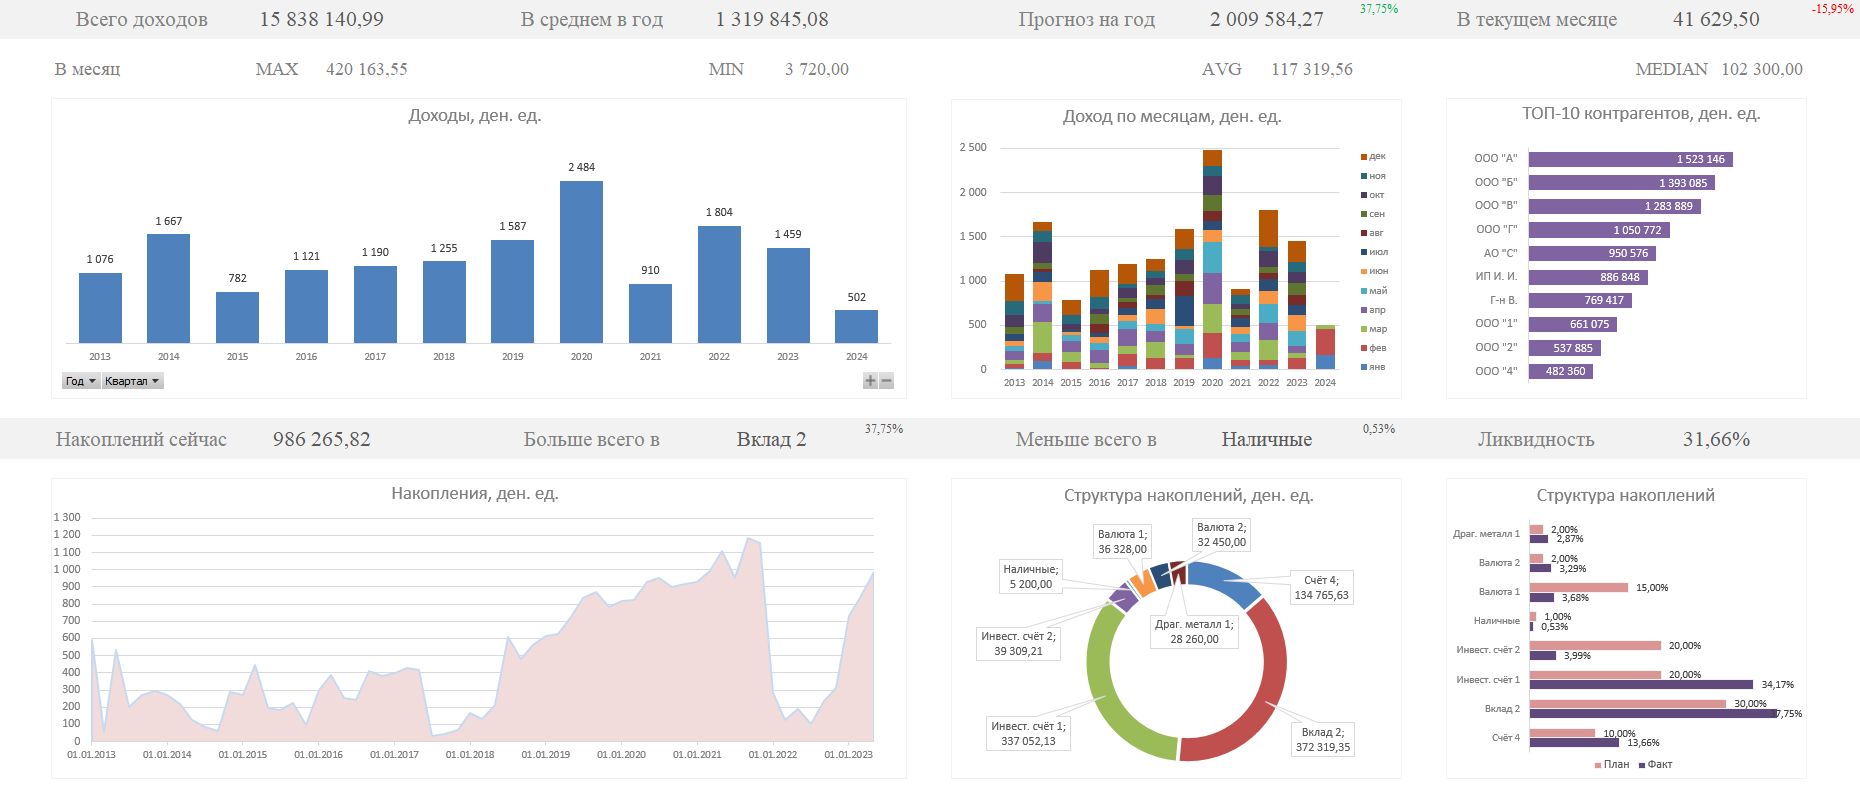 Всего доходов 15 838 140,99 В среднем в год 1 319 845,08 Прогноз на год 2 009 584,27 37,75% В текущем месяце 41 629,50 -15,95%
В месяц MAX 420 163,55 MIN 3 720,00 AVG 117 319,56 MEDIAN 102 300,00
Доходы, ден. ед.
1 076 1 667 782 1 121 1 190 1 255 1 587 2 484 910 1 804 1 459 502
2013 2014 2015 2016 2017 2018 2019 2020 2021 2022 2023 2024
Год Квартал
Доход по месяцам, ден. ед.
2 500
2 000
1 500
1 000
500
0
2013 2014 2015 2016 2017 2018 2019 2020 2021 2022 2023 2024
дек
ноя
окт
сен
авг
июл
июн
май
апр
мар
фев
янв
ТОП-10 контрагентов, ден. ед.
ООО "А" 1 523 146
ООО "Б" 1 393 085
ООО "В" 1 283 889
ООО "Г" 1 050 772
АО "С" 950 576
ИП И. И. 886 848
Г-н В. 769 417
ООО "1" 661 075
ООО "2" 537 885
ООО "4" 482 360
Накоплений сейчас 986 265,82 Больше всего в Вклад 2 37,75% Меньше всего в Наличные 0,53% Ликвидность 31,66%
Накопления, ден. ед.
1 300
1 200
1 100
1 000
900
800
700
600
500
400
300
200
100
0
01.01.2013 01.01.2014 01.01.2015 01.01.2016 01.01.2017 01.01.2018 01.01.2019 01.01.2020 01.01.2021 01.01.2022 01.01.2023
Структура накоплений, ден. ед.
Валюта 2;
32 450,00
Валюта 1;
36 328,00
Наличные;
5 200,00
Счёт 4;
134 765,63
Инвест. счёт 2;
39 309,21
Драг. металл 1;
28 260,00
Инвест. счёт 1;
337 052,13
Вклад 2;
372 319,35
Структура накоплений
Драг. металл 1 2,00% 2,87%
Валюта 2 2,00% 3,29%
Валюта 1 15,00% 3,68%
Наличные 1,00% 0,53%
Инвест. счёт 2 20,00% 3,99%
Инвест. счёт 1 20,00% 34,17%
Вклад 2 30,00% 37,75%
Счёт 4 10,00% 13,66%
План Факт